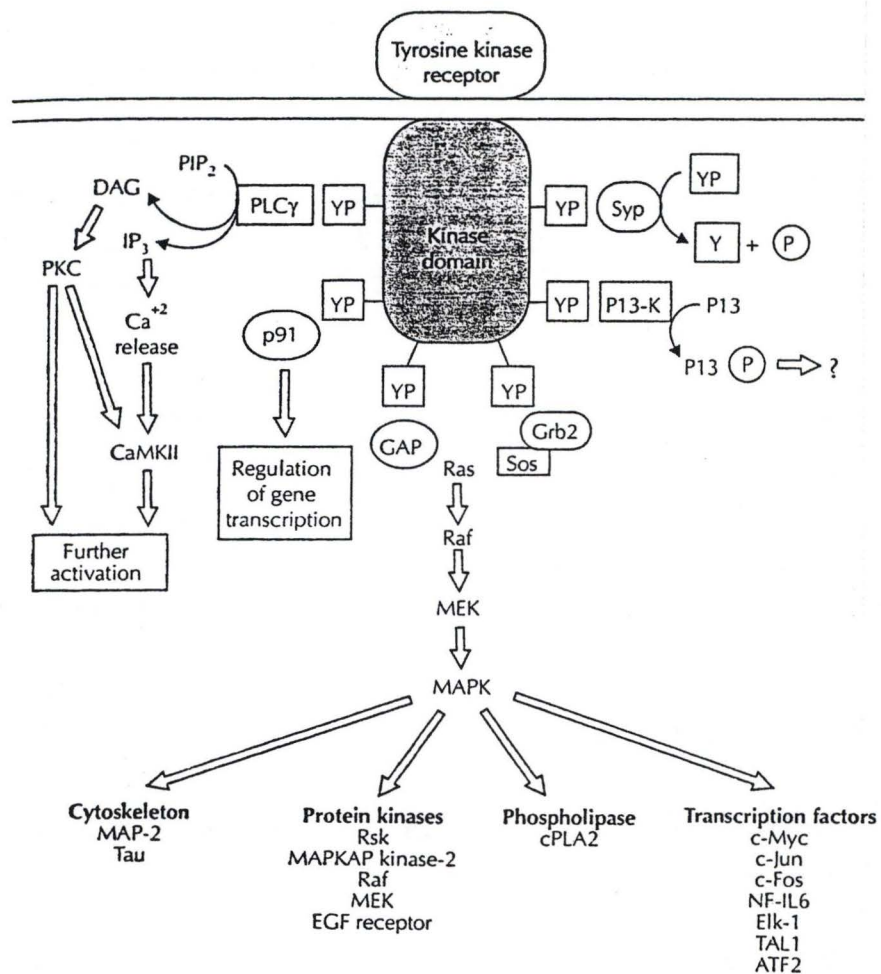 Tyrosine kinase
receptor
PIP2
DAG
PLCγ
YP
YP
Syp
YP
Y + P
IP3
PKC
Kinase
domain
Ca+2
release
p91
YP
YP
P13-K
P13
P13 P ?
YP
YP
CaMKII
GAP
Grb2
Sos
Regulation
of gene
transcription
Ras
Raf
Further
activation
MEK
MAPK
Cytoskeleton
MAP-2
Tau
Protein kinases
Rsk
MAPKAP kinase-2
Raf
MEK
EGF receptor
Phospholipase
cPLA2
Transcription factors
c-Myc
c-Jun
c-Fos
NF-IL6
Elk-1
TAL1
ATF2